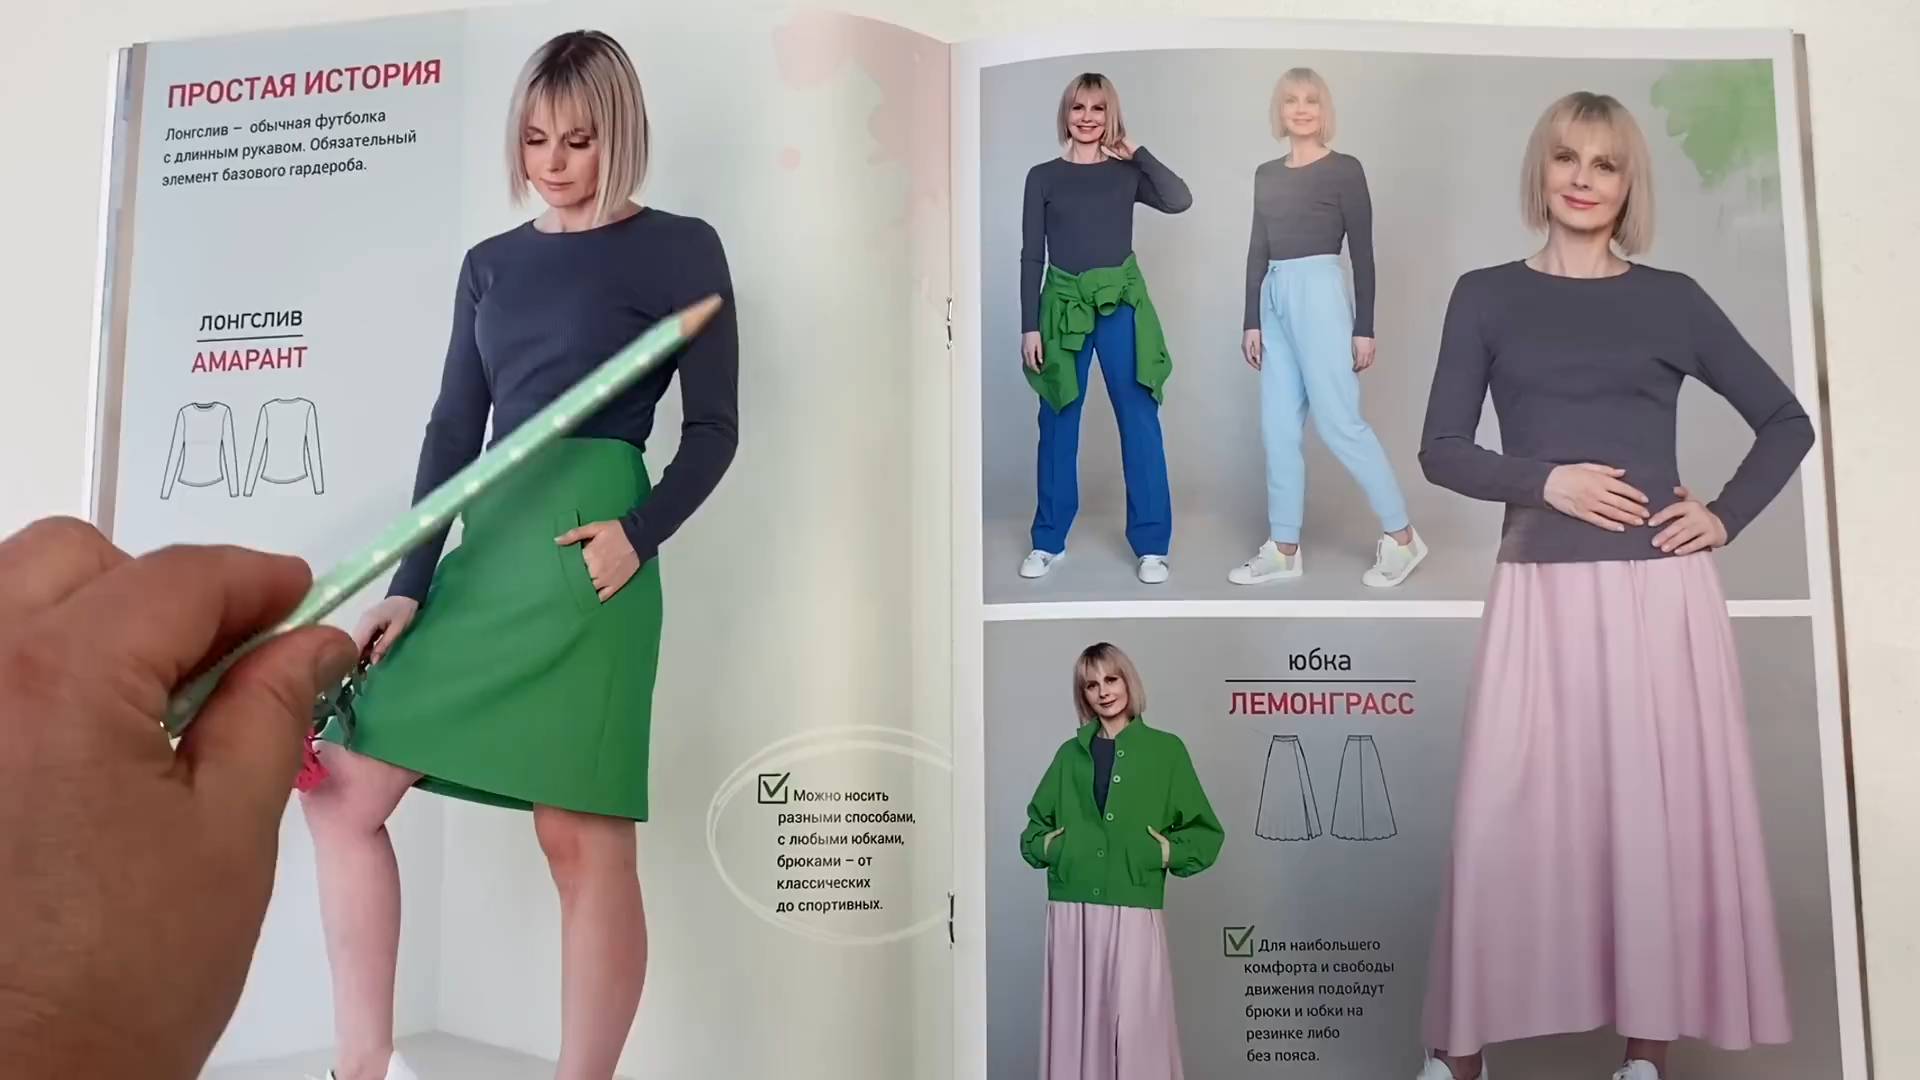 ПРОСТАЯ ИСТОРИЯ
Лонгслив – обычная футболка
с длинным рукавом. Обязательный
элемент базового гардероба.
ЛОНГСЛИВ
АМАРАНТ
Можно носить
разными способами,
с любыми юбками,
брюками – от
классических
до спортивных.
юбка
ЛЕМОНГРАСС
Для наибольшего
комфорта и свободы
движения подойдут
брюки и юбки на
резинке либо
без пояса.